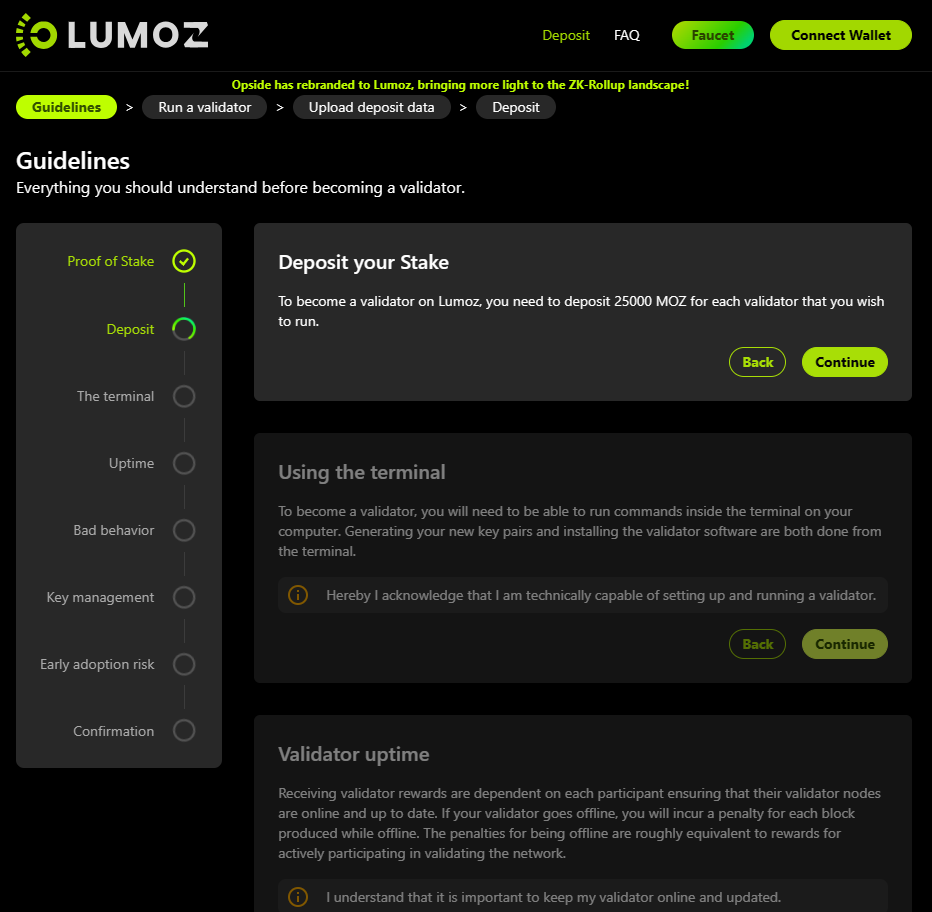 LUMOZ
Deposit
FAQ
Faucet
Connect Wallet
Opside has rebranded to Lumoz, bringing more light to the ZK-Rollup landscape!
Guidelines > Run a validator > Upload deposit data > Deposit
Guidelines
Everything you should understand before becoming a validator.
Proof of Stake
Deposit
The terminal
Uptime
Bad behavior
Key management
Early adoption risk
Confirmation
Deposit your Stake
To become a validator on Lumoz, you need to deposit 25000 MOZ for each validator that you wish
to run.
Back
Continue
Using the terminal
To become a validator, you will need to be able to run commands inside the terminal on your
computer. Generating your new key pairs and installing the validator software are both done from
the terminal.
Hereby I acknowledge that I am technically capable of setting up and running a validator.
Back
Continue
Validator uptime
Receiving validator rewards are dependent on each participant ensuring that their validator nodes
are online and up to date. If your validator goes offline, you will incur a penalty for each block
produced while offline. The penalties for being offline are roughly equivalent to rewards for
actively participating in validating the network.
I understand that it is important to keep my validator online and updated.